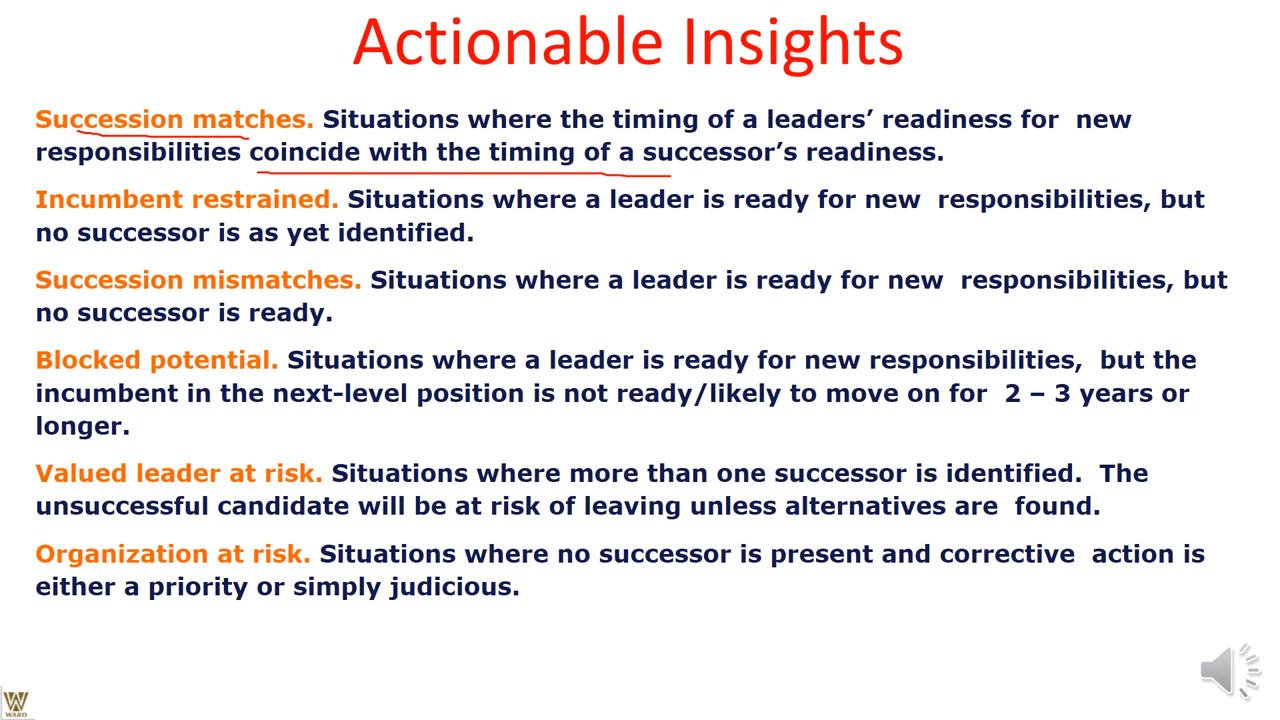 Actionable Insights
Succession matches. Situations where the timing of a leaders’ readiness for new
responsibilities coincide with the timing of a successor’s readiness.
Incumbent restrained. Situations where a leader is ready for new responsibilities, but
no successor is as yet identified.
Succession mismatches. Situations where a leader is ready for new responsibilities, but
no successor is ready.
Blocked potential. Situations where a leader is ready for new responsibilities, but the
incumbent in the next-level position is not ready/likely to move on for 2 – 3 years or
longer.
Valued leader at risk. Situations where more than one successor is identified. The
unsuccessful candidate will be at risk of leaving unless alternatives are found.
Organization at risk. Situations where no successor is present and corrective action is
either a priority or simply judicious.
W
WARD